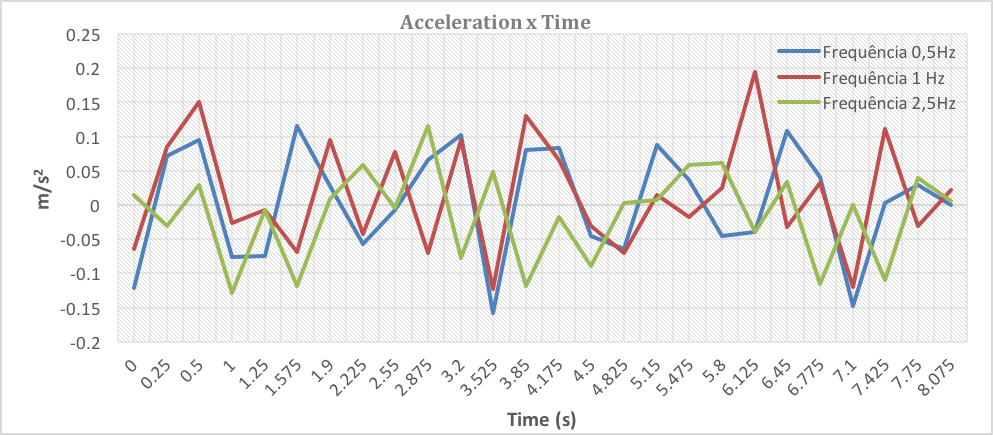 Acceleration x Time
0.25
0.2
0.15
0.1
0.05
0
-0.05
-0.1
-0.15
-0.2
m/s²
Frequência 0,5Hz
Frequência 1 Hz
Frequência 2,5Hz
0 0.25 0.5 1 1.25 1.575 1.9 2.225 2.55 2.875 3.2 3.525 3.85 4.175 4.5 4.825 5.15 5.475 5.8 6.125 6.45 6.775 7.1 7.425 7.75 8.075
Time (s)